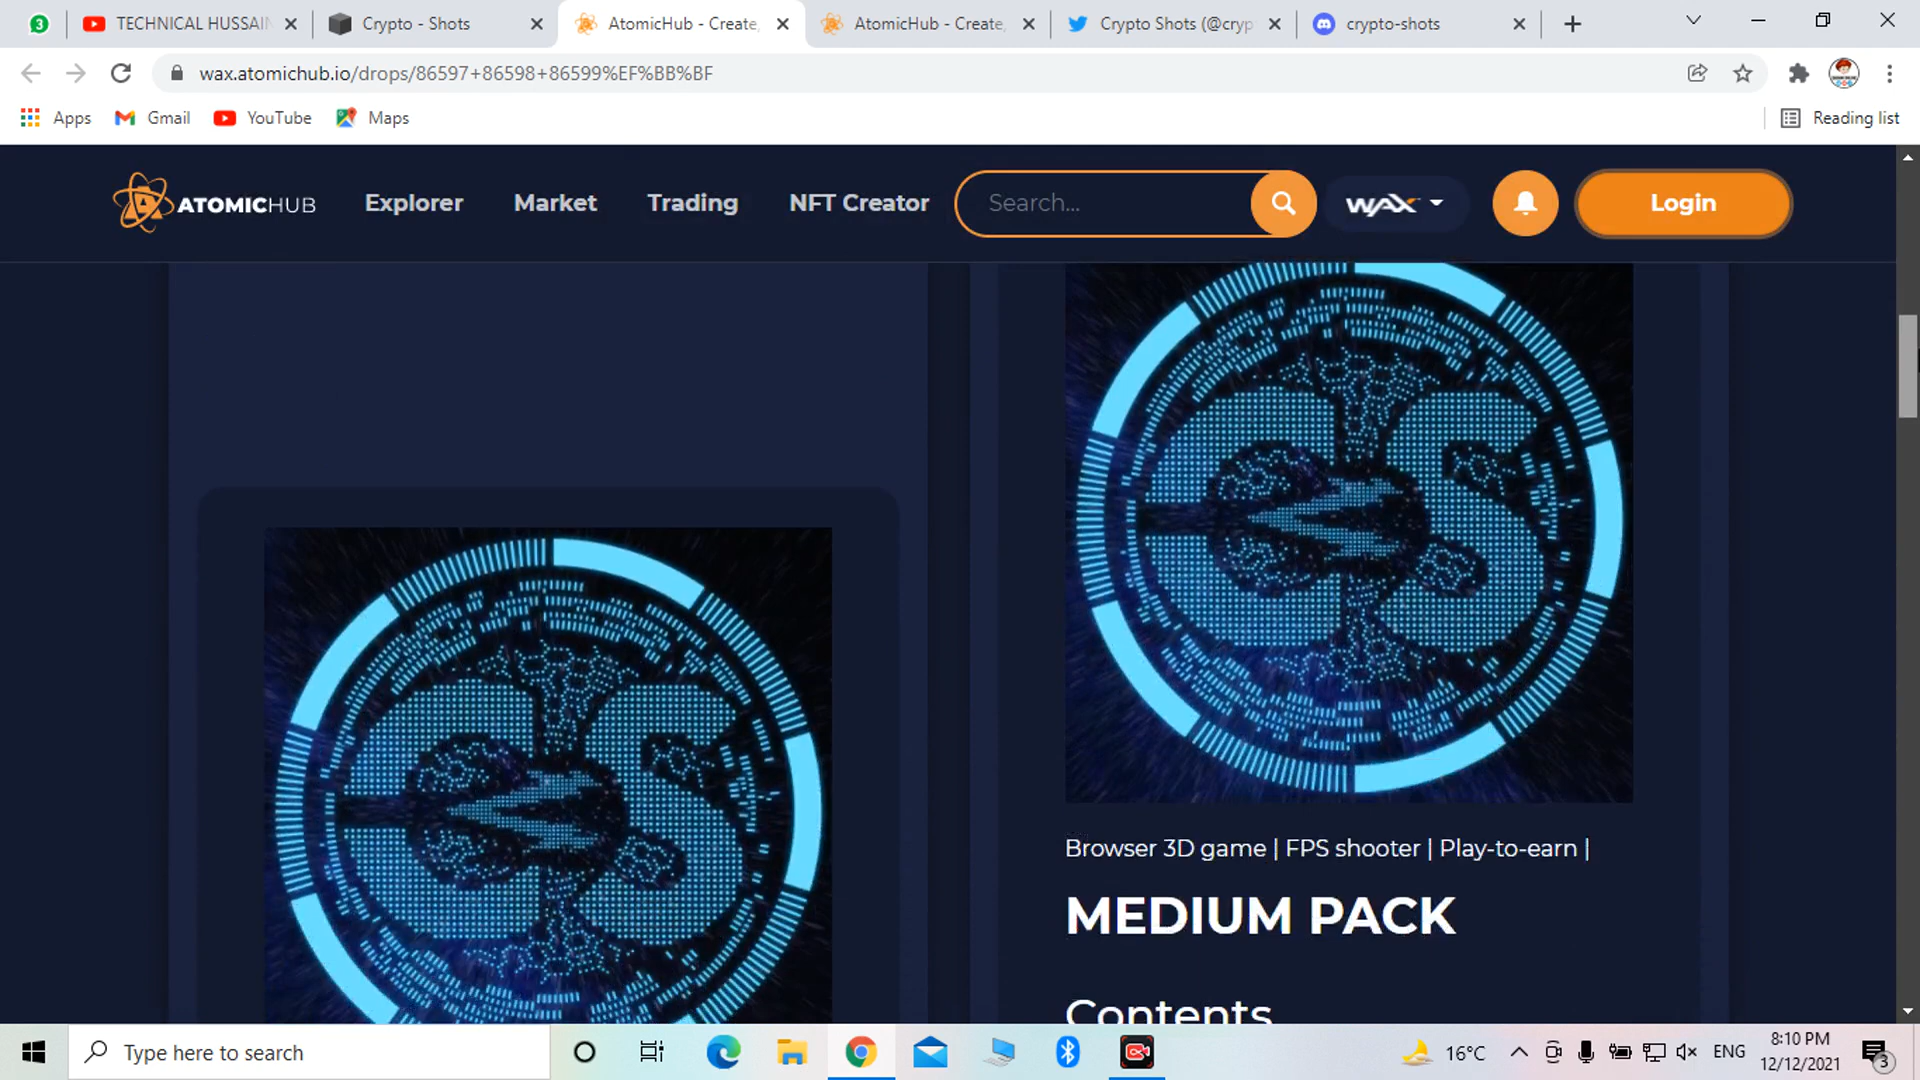 3
TECHNICAL HUSSAIN
Crypto - Shots
AtomicHub - Create,
AtomicHub - Create,
Crypto Shots (@cryp
crypto-shots
wax.atomichub.io/drops/86597+86598+86599%EF%BB%BF
Apps
Gmail
YouTube
Maps
Reading list
ATOMICHUB
Explorer
Market
Trading
NFT Creator
Search...
WAX
Login
Browser 3D game | FPS shooter | Play-to-earn |
MEDIUM PACK
Contents
Type here to search
16°C
ENG
8:10 PM
12/12/2021
3